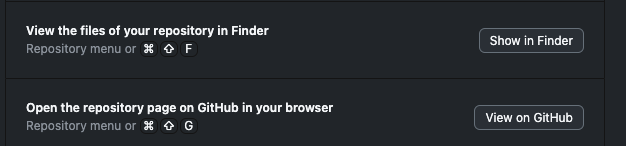 View the files of your repository in Finder
Repository menu or ⌘ ⇧ F
Show in Finder
Open the repository page on GitHub in your browser
Repository menu or ⌘ ⇧ G
View on GitHub